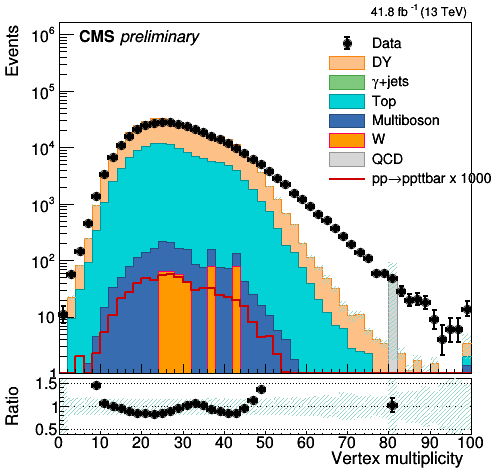 41.8 fb⁻¹ (13 TeV)
CMS preliminary
Events
10⁶
10⁵
10⁴
10³
10²
10
1
Data
DY
γ+jets
Top
Multiboson
W
QCD
pp→ppttbar x 1000
Ratio
1.5
1
0.5
0 10 20 30 40 50 60 70 80 90 100
Vertex multiplicity